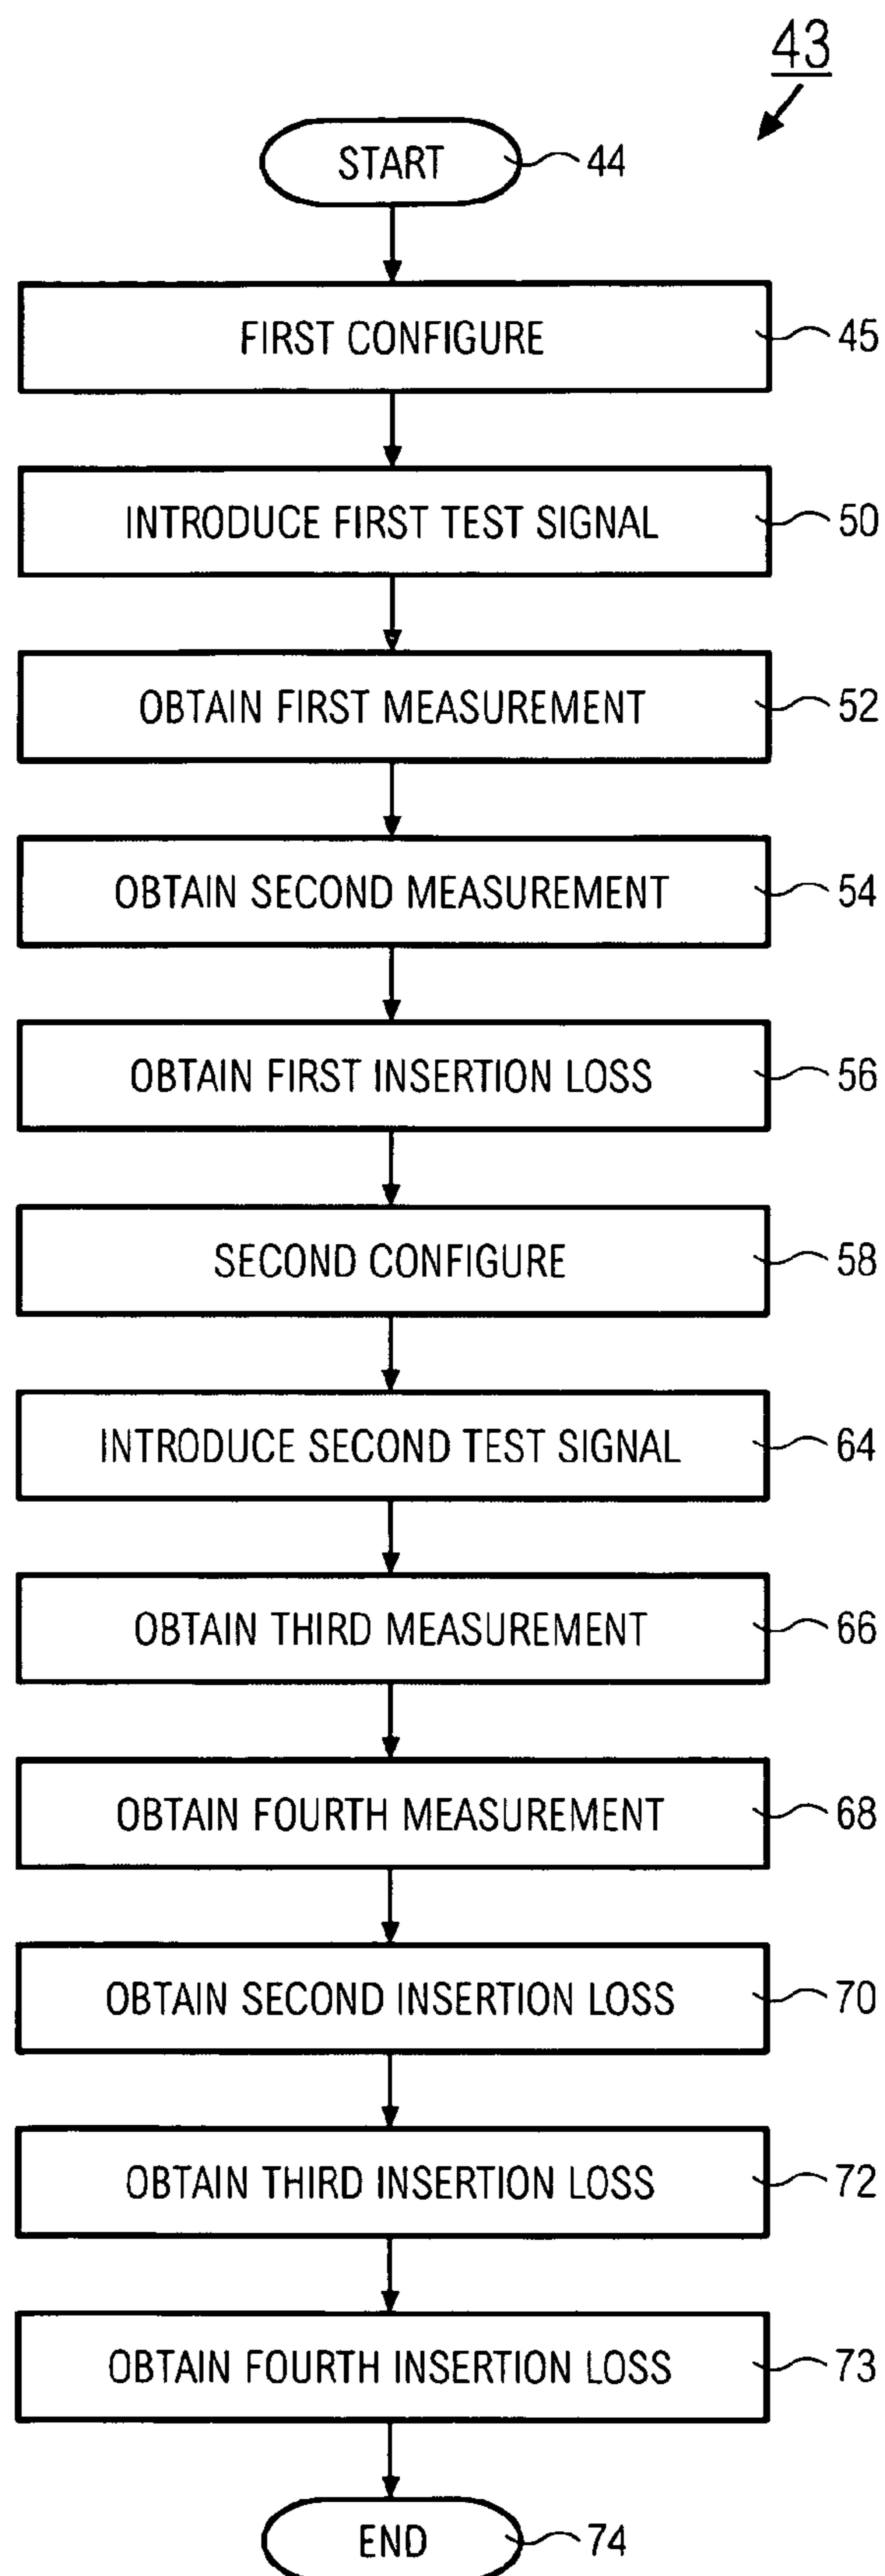 43
START 44
FIRST CONFIGURE 45
INTRODUCE FIRST TEST SIGNAL 50
OBTAIN FIRST MEASUREMENT 52
OBTAIN SECOND MEASUREMENT 54
OBTAIN FIRST INSERTION LOSS 56
SECOND CONFIGURE 58
INTRODUCE SECOND TEST SIGNAL 64
OBTAIN THIRD MEASUREMENT 66
OBTAIN FOURTH MEASUREMENT 68
OBTAIN SECOND INSERTION LOSS 70
OBTAIN THIRD INSERTION LOSS 72
OBTAIN FOURTH INSERTION LOSS 73
END 74